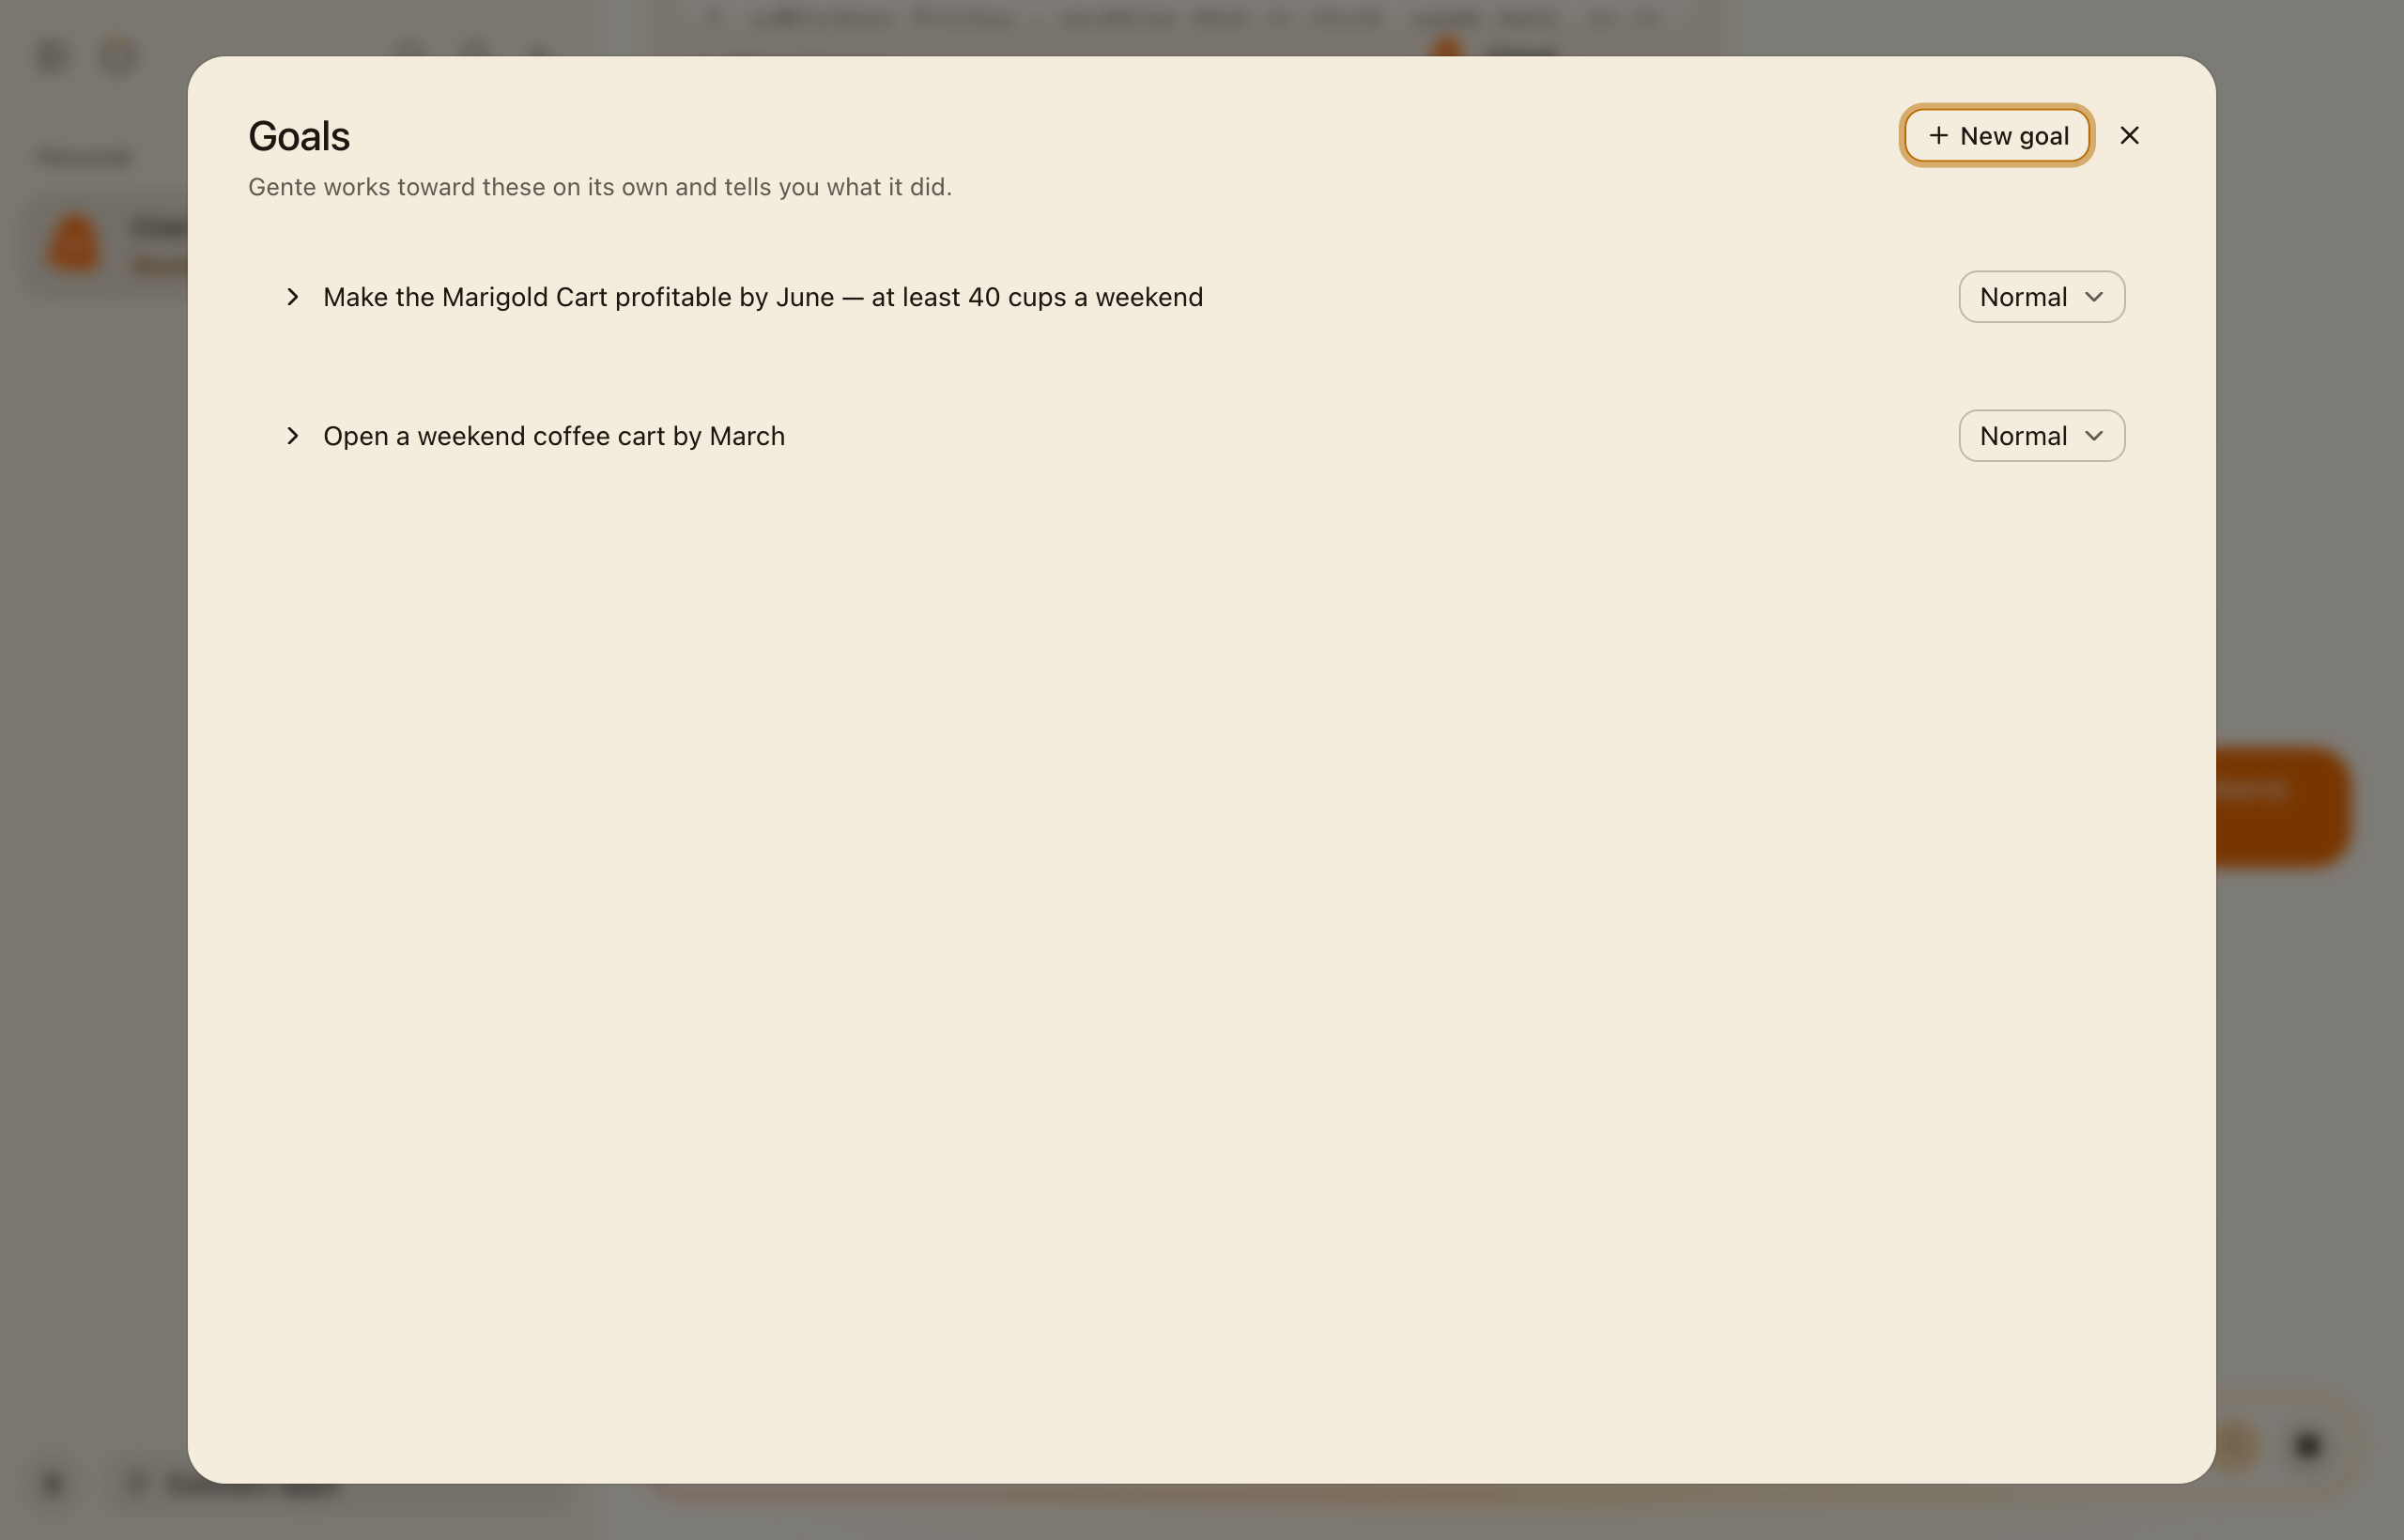 Goals
+ New goal
Gente works toward these on its own and tells you what it did.
Make the Marigold Cart profitable by June — at least 40 cups a weekend
Normal
Open a weekend coffee cart by March
Normal